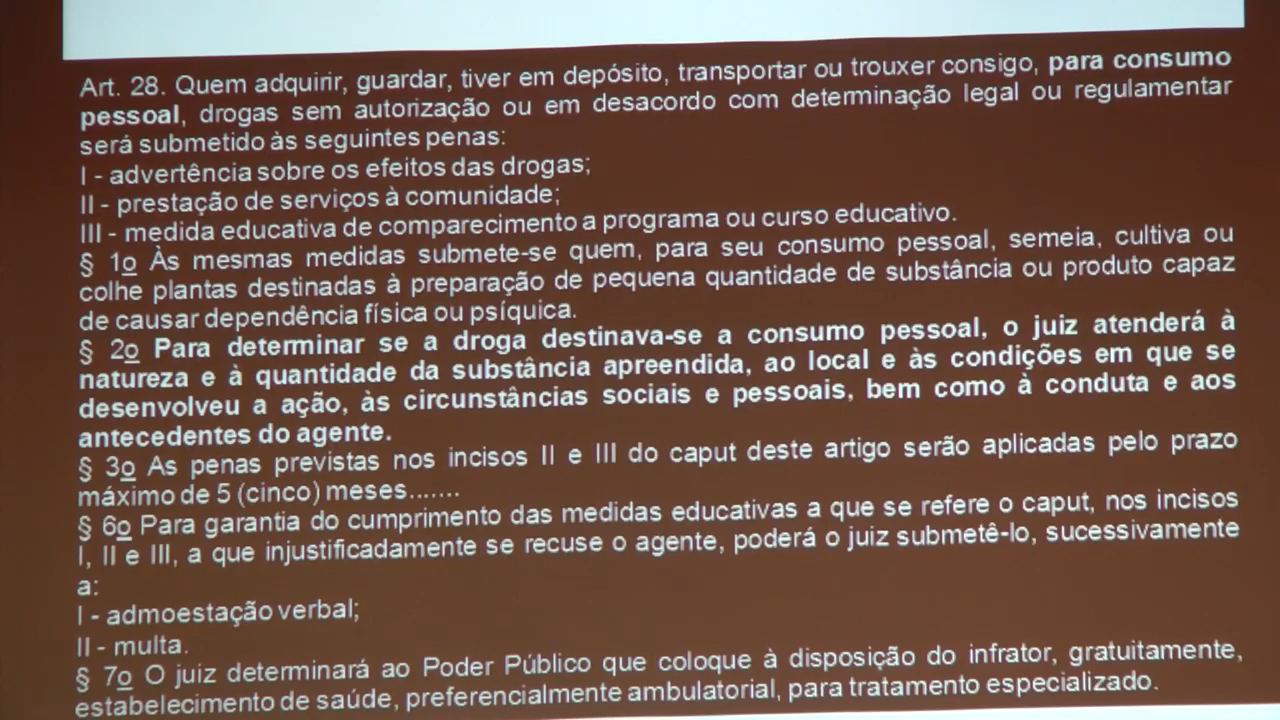 Art. 28. Quem adquirir, guardar, tiver em depósito, transportar ou trouxer consigo, para consumo
pessoal, drogas sem autorização ou em desacordo com determinação legal ou regulamentar
será submetido às seguintes penas:
I - advertência sobre os efeitos das drogas;
II - prestação de serviços à comunidade;
III - medida educativa de comparecimento a programa ou curso educativo.
§ 1o Às mesmas medidas submete-se quem, para seu consumo pessoal, semeia, cultiva ou
colhe plantas destinadas à preparação de pequena quantidade de substância ou produto capaz
de causar dependência física ou psíquica.
§ 2o Para determinar se a droga destinava-se a consumo pessoal, o juiz atenderá à
natureza e à quantidade da substância apreendida, ao local e às condições em que se
desenvolveu a ação, às circunstâncias sociais e pessoais, bem como à conduta e aos
antecedentes do agente.
§ 3o As penas previstas nos incisos II e III do caput deste artigo serão aplicadas pelo prazo
máximo de 5 (cinco) meses.......
§ 6o Para garantia do cumprimento das medidas educativas a que se refere o caput, nos incisos
I, II e III, a que injustificadamente se recuse o agente, poderá o juiz submetê-lo, sucessivamente
a:
I - admoestação verbal;
II - multa.
§ 7o O juiz determinará ao Poder Público que coloque à disposição do infrator, gratuitamente,
estabelecimento de saúde, preferencialmente ambulatorial, para tratamento especializado.